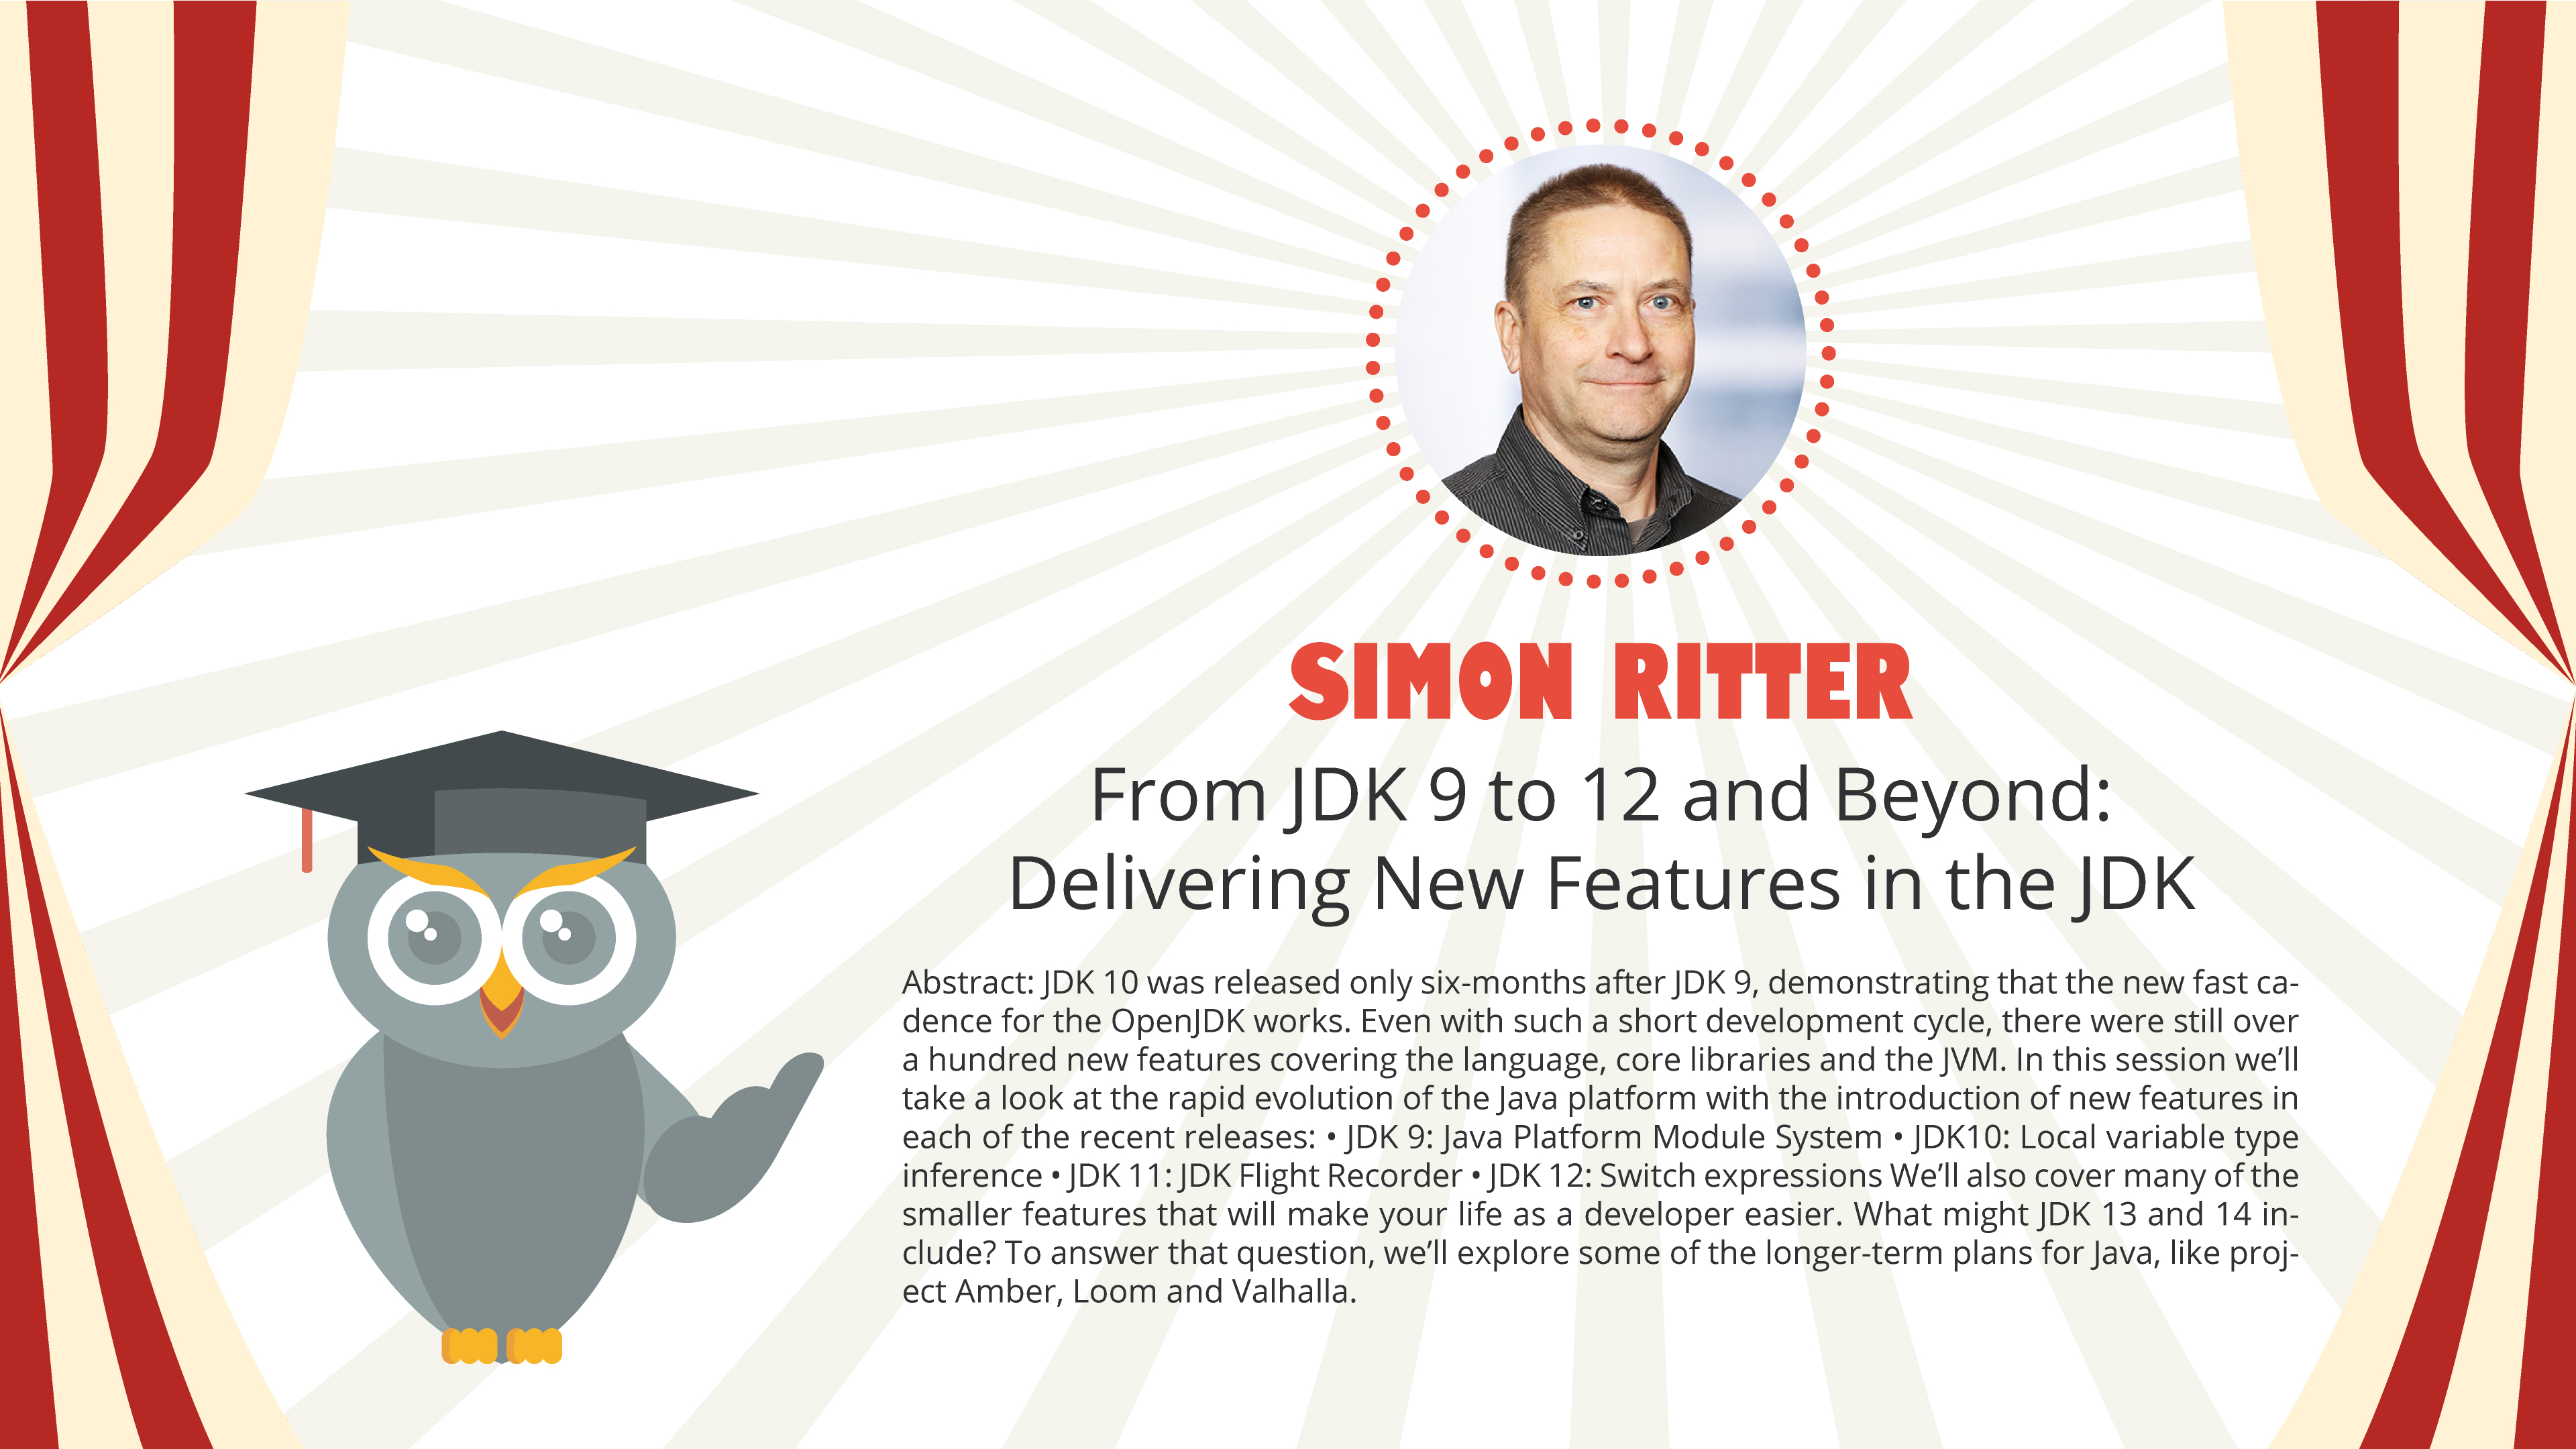 SIMON RITTER
From JDK 9 to 12 and Beyond:
Delivering New Features in the JDK
Abstract: JDK 10 was released only six-months after JDK 9, demonstrating that the new fast ca-
dence for the OpenJDK works. Even with such a short development cycle, there were still over
a hundred new features covering the language, core libraries and the JVM. In this session we’ll
take a look at the rapid evolution of the Java platform with the introduction of new features in
each of the recent releases: • JDK 9: Java Platform Module System • JDK10: Local variable type
inference • JDK 11: JDK Flight Recorder • JDK 12: Switch expressions We’ll also cover many of the
smaller features that will make your life as a developer easier. What might JDK 13 and 14 in-
clude? To answer that question, we’ll explore some of the longer-term plans for Java, like proj-
ect Amber, Loom and Valhalla.